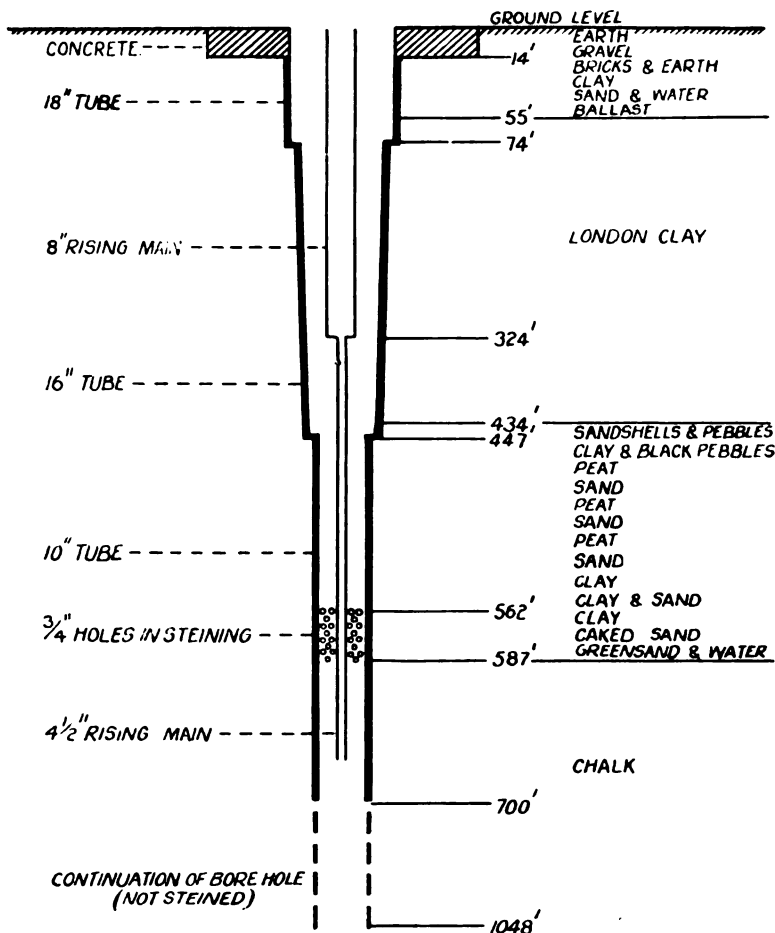 GROUND LEVEL
CONCRETE
EARTH
GRAVEL
14'
BRICKS & EARTH
CLAY
18" TUBE
SAND & WATER
55'
BALLAST
74'
8" RISING MAIN
LONDON CLAY
324'
16" TUBE
434'
447'
SANDSHELLS & PEBBLES
CLAY & BLACK PEBBLES
PEAT
SAND
PEAT
SAND
PEAT
10" TUBE
SAND
CLAY
CLAY & SAND
562'
CLAY
3/4" HOLES IN STEINING
CAKED SAND
GREENSAND & WATER
587'
4 1/2" RISING MAIN
CHALK
700'
CONTINUATION OF BORE HOLE
(NOT STEINED)
1048'